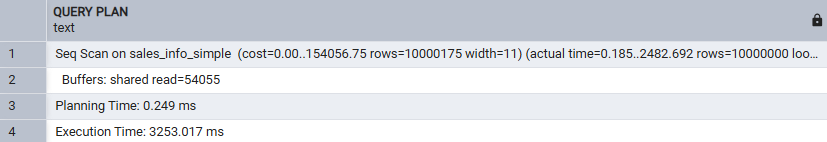 QUERY PLAN
text
1 Seq Scan on sales_info_simple (cost=0.00..154056.75 rows=10000175 width=11) (actual time=0.185..2482.692 rows=10000000 loo…
2 Buffers: shared read=54055
3 Planning Time: 0.249 ms
4 Execution Time: 3253.017 ms